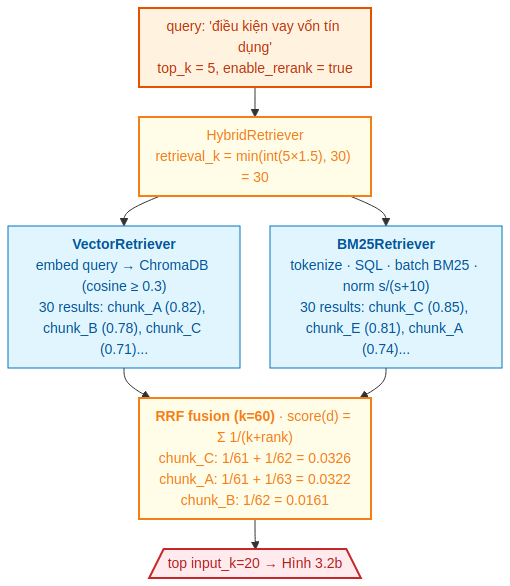 query: 'điều kiện vay vốn tín
dụng'
top_k = 5, enable_rerank = true
HybridRetriever
retrieval_k = min(int(5×1.5), 30)
= 30
VectorRetriever
embed query → ChromaDB
(cosine ≥ 0.3)
30 results: chunk_A (0.82),
chunk_B (0.78), chunk_C
(0.71)...
BM25Retriever
tokenize · SQL · batch BM25 ·
norm s/(s+10)
30 results: chunk_C (0.85),
chunk_E (0.81), chunk_A
(0.74)...
RRF fusion (k=60) · score(d) =
Σ 1/(k+rank)
chunk_C: 1/61 + 1/62 = 0.0326
chunk_A: 1/61 + 1/63 = 0.0322
chunk_B: 1/62 = 0.0161
top input_k=20 → Hình 3.2b